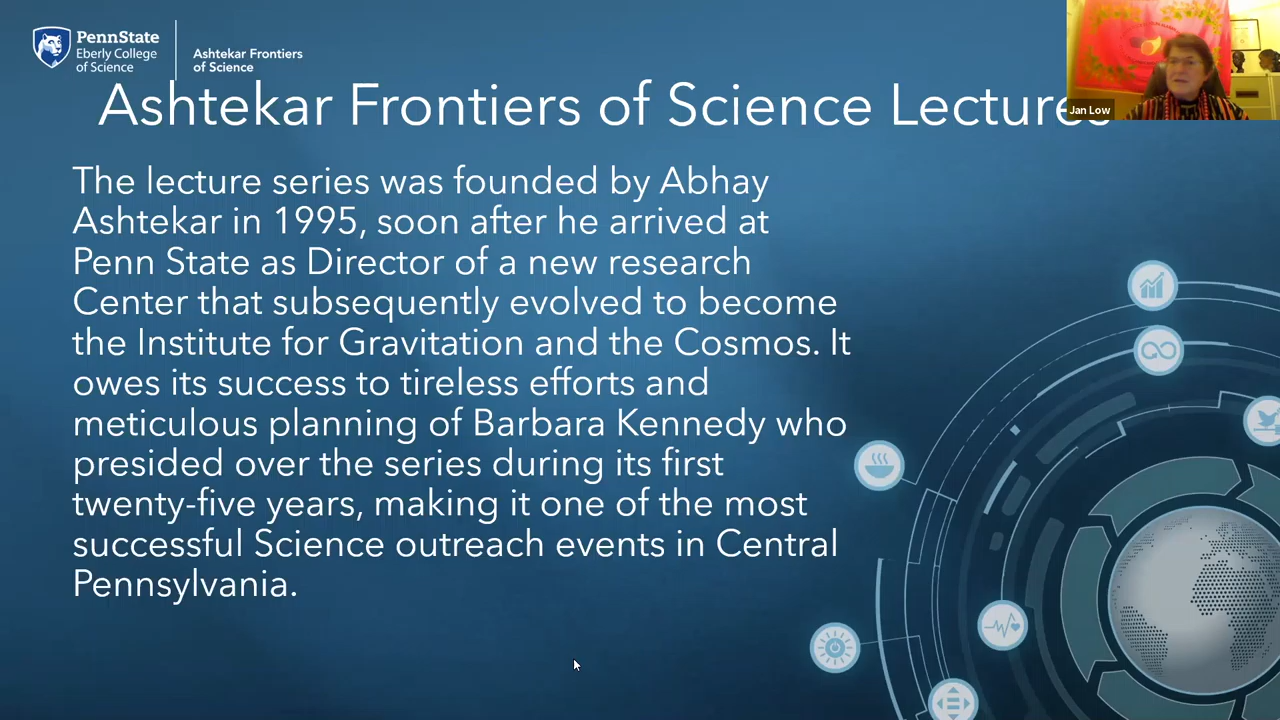 PennState
Eberly College
of Science
Ashtekar Frontiers
of Science
Ashtekar Frontiers of Science Lectures
Jan Low
The lecture series was founded by Abhay
Ashtekar in 1995, soon after he arrived at
Penn State as Director of a new research
Center that subsequently evolved to become
the Institute for Gravitation and the Cosmos. It
owes its success to tireless efforts and
meticulous planning of Barbara Kennedy who
presided over the series during its first
twenty-five years, making it one of the most
successful Science outreach events in Central
Pennsylvania.